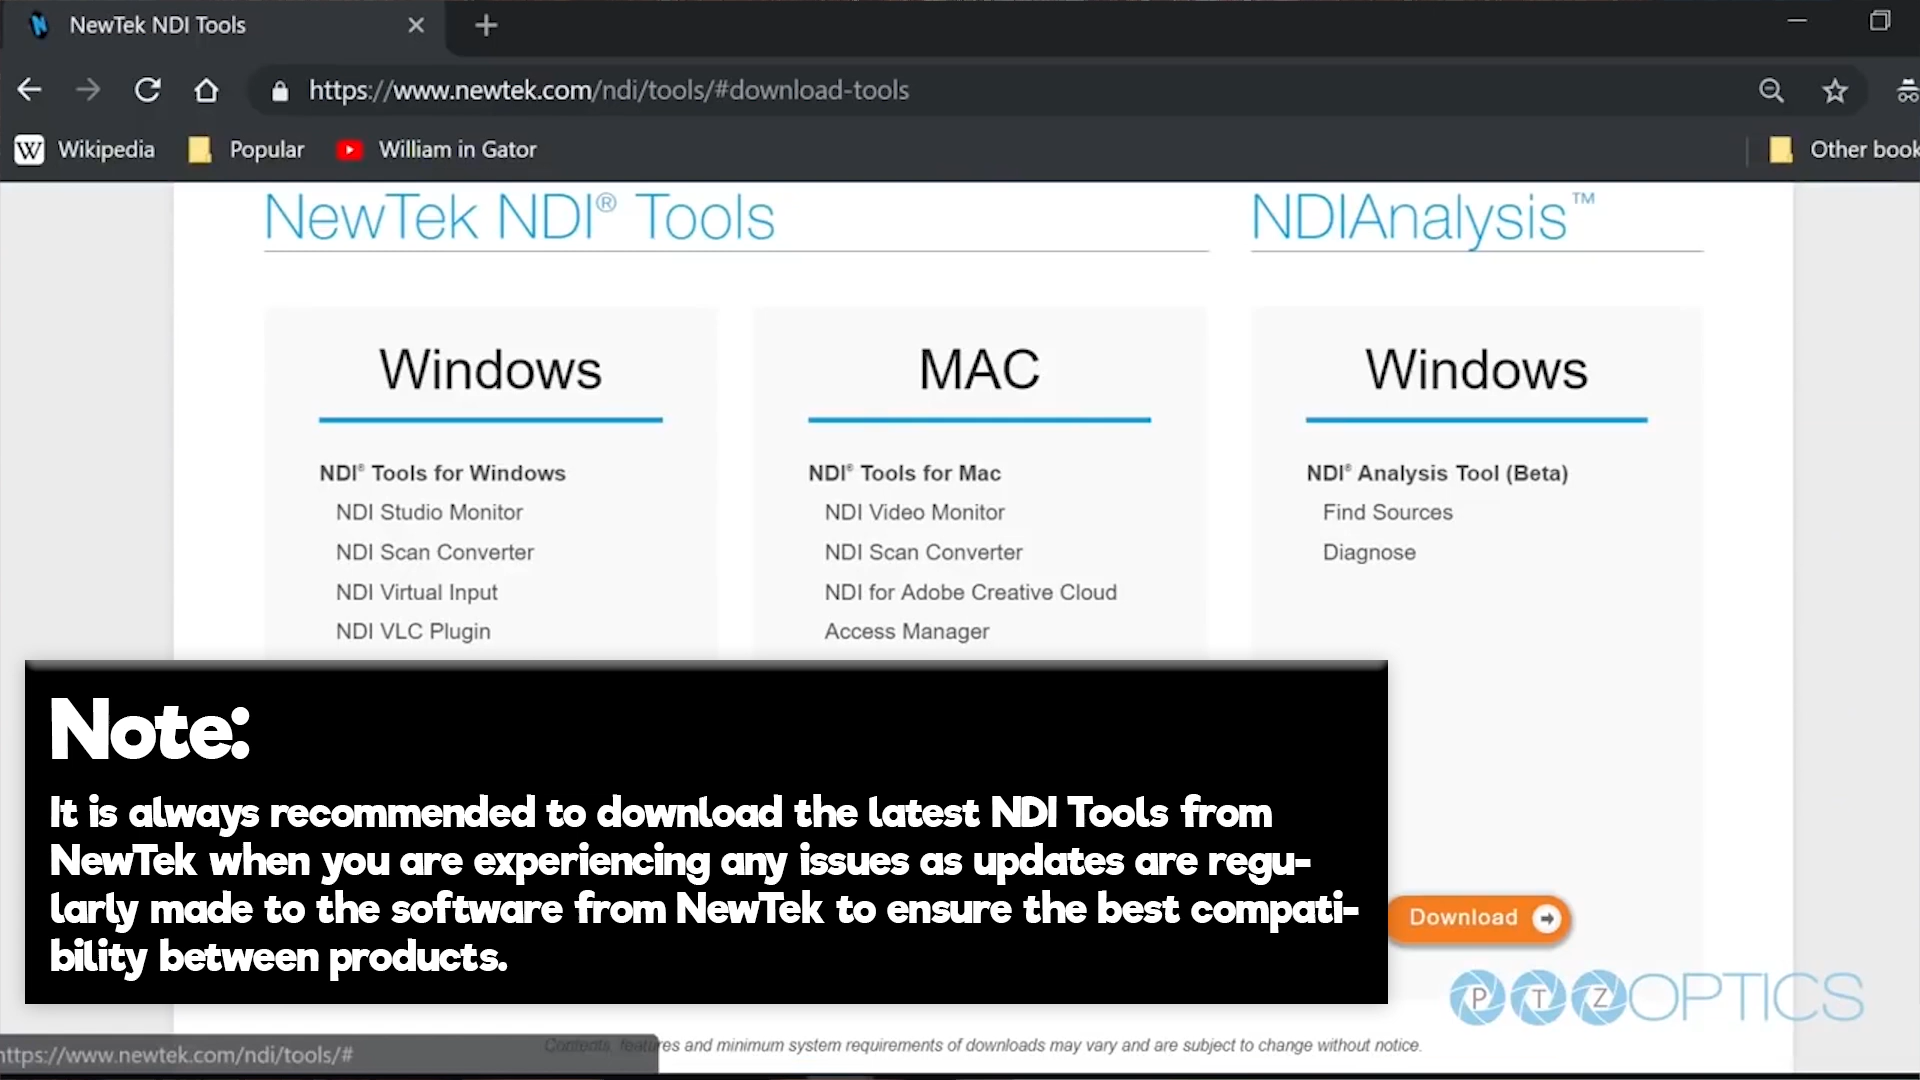 NewTek NDI Tools
https://www.newtek.com/ndi/tools/#download-tools
Wikipedia
Popular
William in Gator
Other book
NewTek NDI® Tools
NDIAnalysis™
Windows
NDI® Tools for Windows
NDI Studio Monitor
NDI Scan Converter
NDI Virtual Input
NDI VLC Plugin
MAC
NDI® Tools for Mac
NDI Video Monitor
NDI Scan Converter
NDI for Adobe Creative Cloud
Access Manager
Windows
NDI® Analysis Tool (Beta)
Find Sources
Diagnose
Download
Note:
It is always recommended to download the latest NDI Tools from
NewTek when you are experiencing any issues as updates are regu-
larly made to the software from NewTek to ensure the best compati-
bility between products.
PTZOPTICS
Contents, features and minimum system requirements of downloads may vary and are subject to change without notice.
https://www.newtek.com/ndi/tools/#